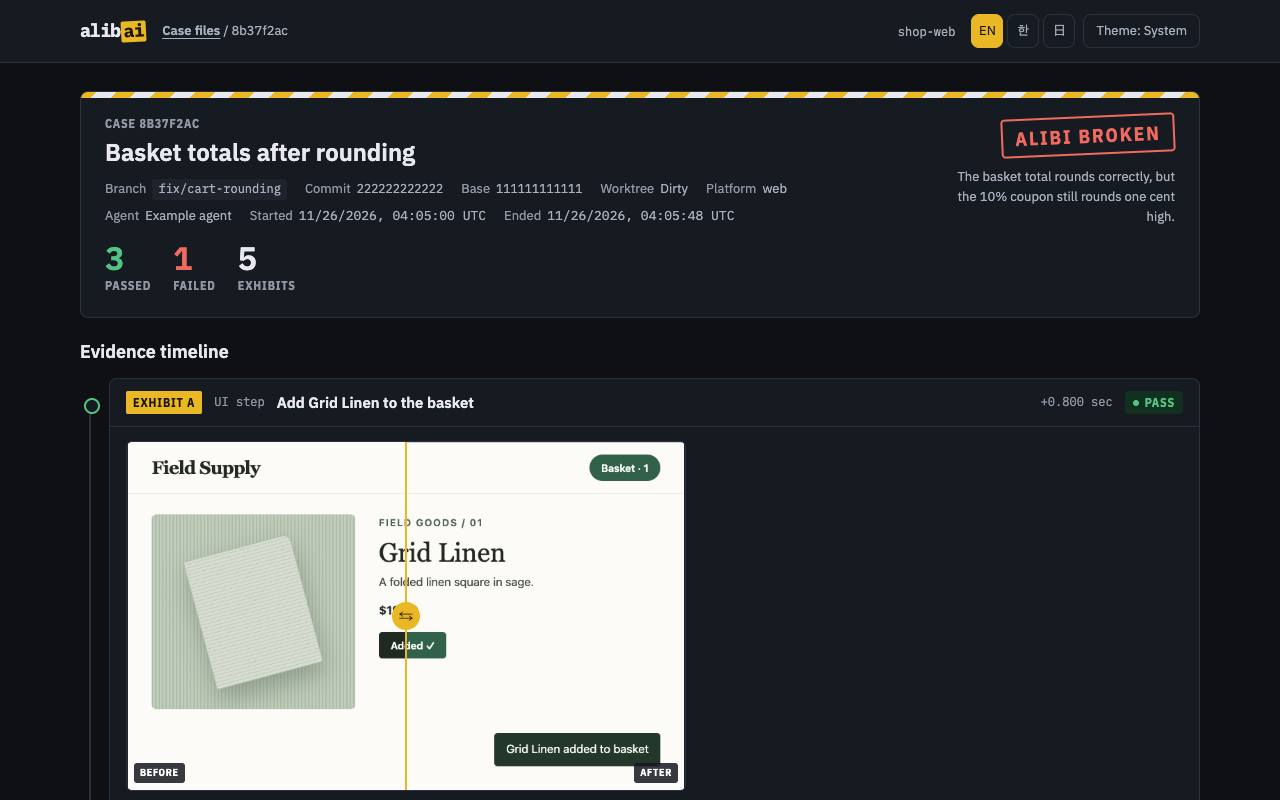 alibai Case files / 8b37f2ac shop-web EN 한 日 Theme: System
CASE 8B37F2AC
Basket totals after rounding
ALIBI BROKEN
The basket total rounds correctly, but
the 10% coupon still rounds one cent
high.
Branch fix/cart-rounding Commit 222222222222 Base 111111111111 Worktree Dirty Platform web
Agent Example agent Started 11/26/2026, 04:05:00 UTC Ended 11/26/2026, 04:05:48 UTC
3 1 5
PASSED FAILED EXHIBITS
Evidence timeline
EXHIBIT A UI step Add Grid Linen to the basket +0.800 sec PASS
Field Supply Basket · 1
FIELD GOODS / 01
Grid Linen
A folded linen square in sage.
Added ✓
Grid Linen added to basket
BEFORE AFTER